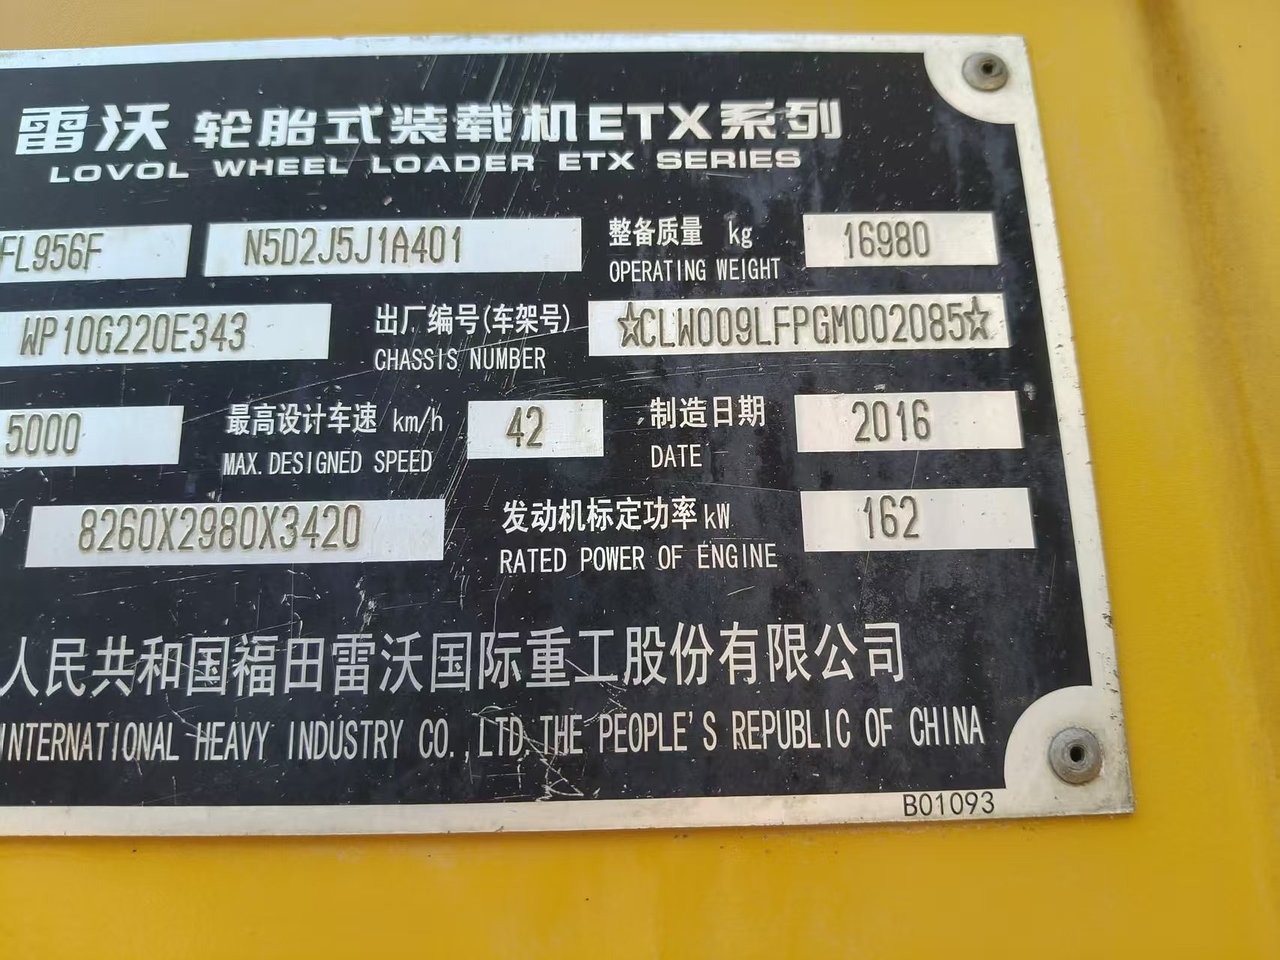 雷沃 轮胎式装载机ETX系列
LOVOL WHEEL LOADER ETX SERIES
FL956F N5D2J5J1A401 整备质量 kg 16980
OPERATING WEIGHT
WP10G220E343 出厂编号(车架号) ☆CLW009LFPGM002085☆
CHASSIS NUMBER
5000 最高设计车速 km/h 42 制造日期 2016
MAX.DESIGNED SPEED DATE
8260X2980X3420 发动机标定功率kW 162
RATED POWER OF ENGINE
人民共和国福田雷沃国际重工股份有限公司
INTERNATIONAL HEAVY INDUSTRY CO.,LTD.THE PEOPLE'S REPUBLIC OF CHINA
B01093